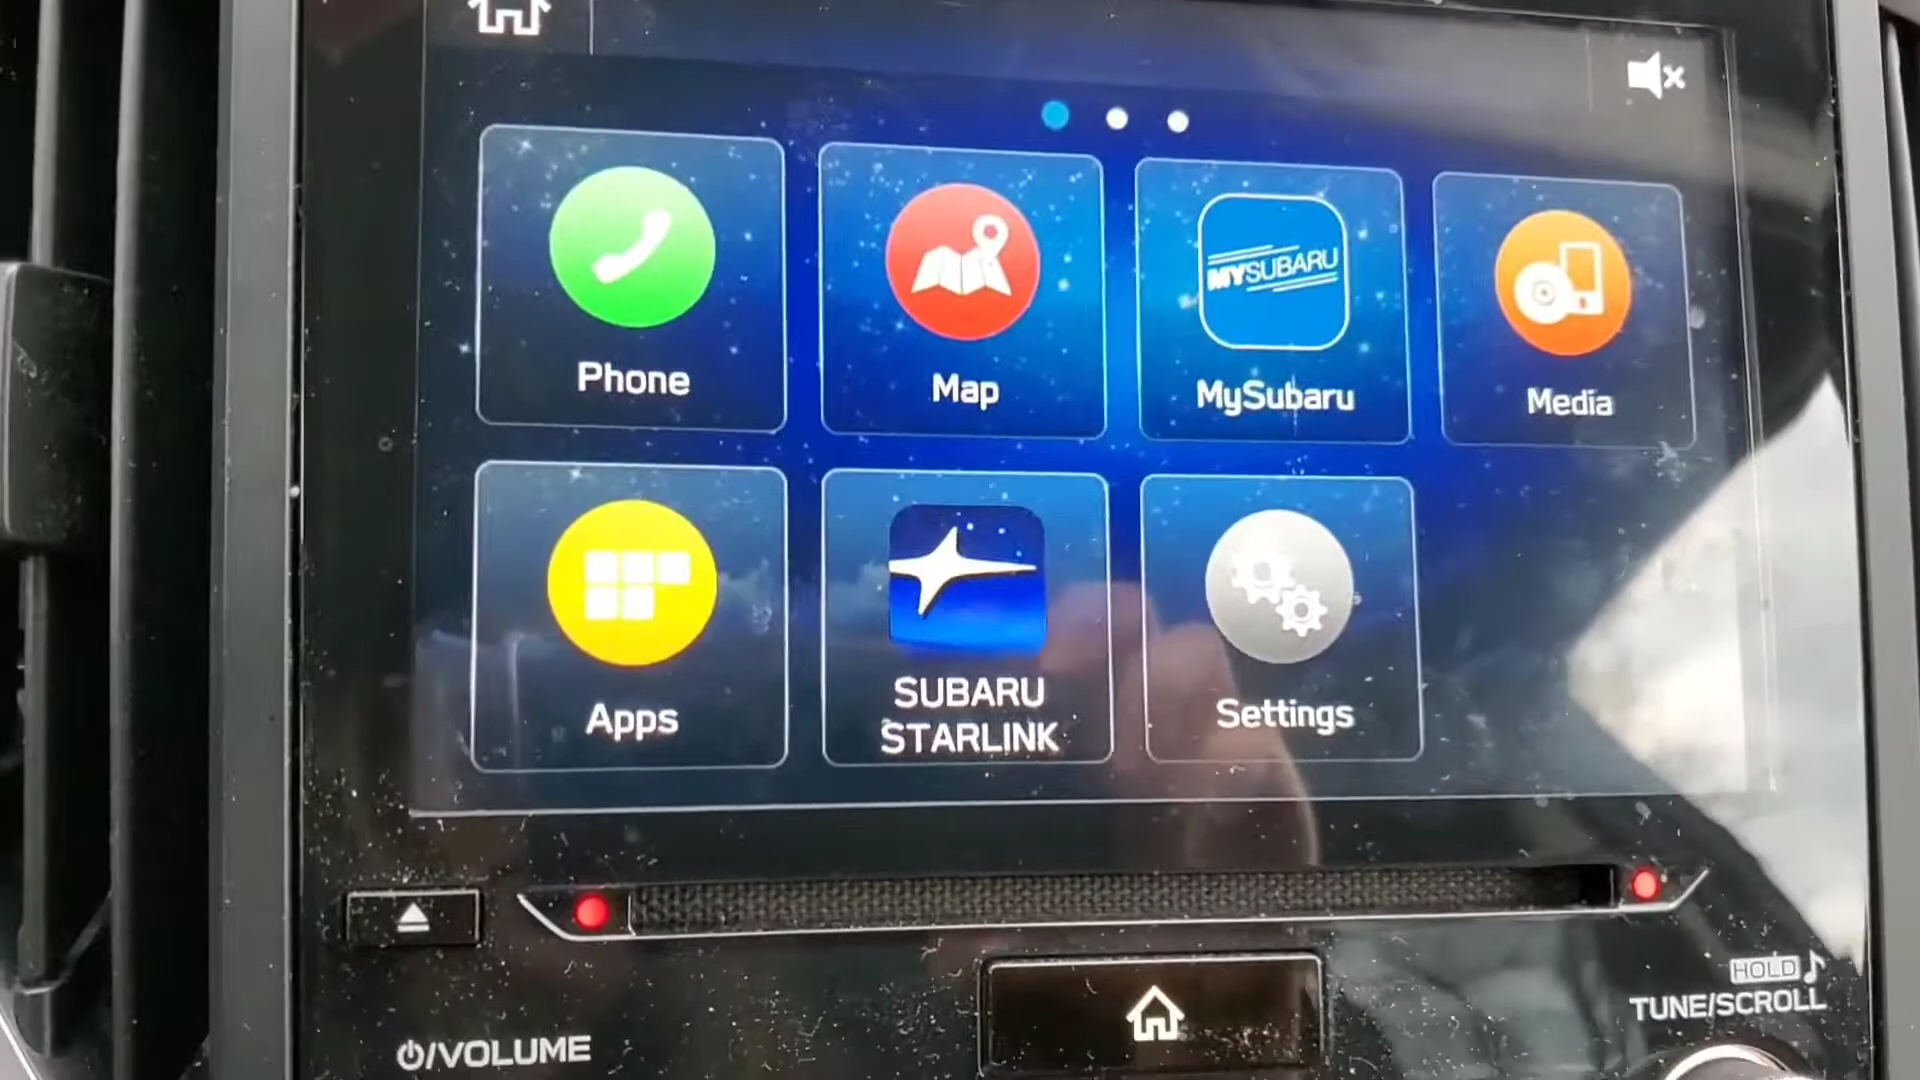 Phone
Map
MYSUBARU
MySubaru
Media
Apps
SUBARU
STARLINK
Settings
HOLD
TUNE/SCROLL
/VOLUME